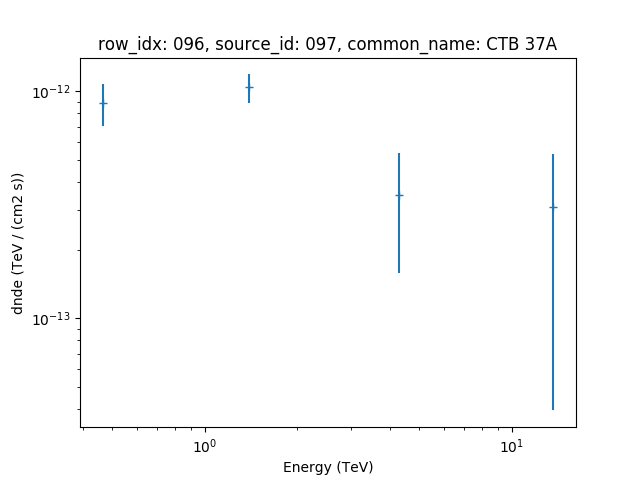 row_idx: 096, source_id: 097, common_name: CTB 37A
10⁻¹²
10⁻¹³
dnde (TeV / (cm2 s))
10⁰
10¹
Energy (TeV)